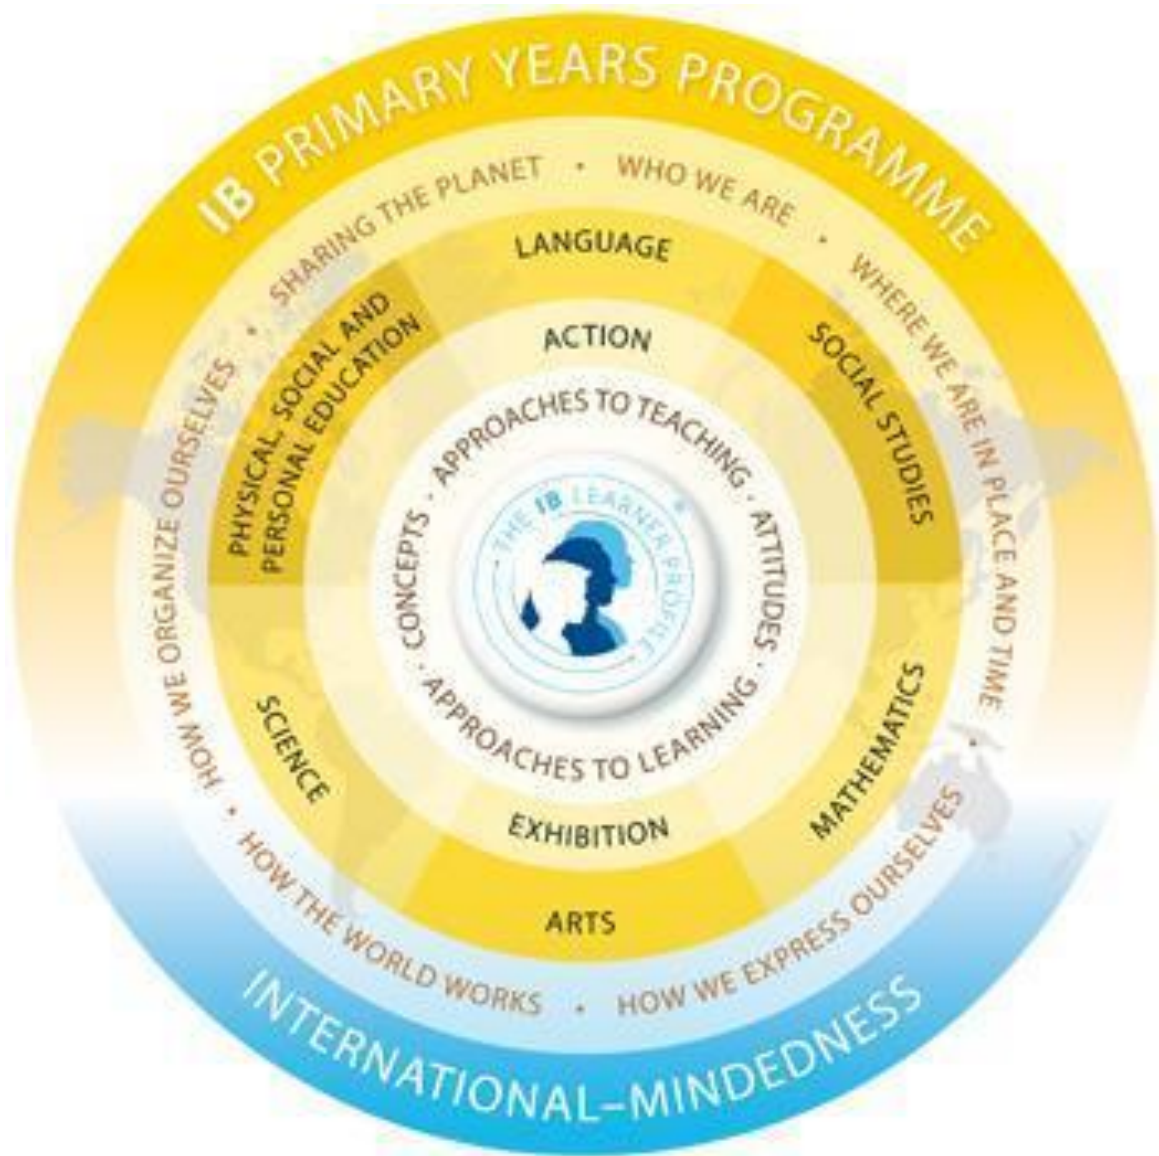 IB PRIMARY YEARS PROGRAMME
SHARING THE PLANET
•
WHO WE ARE
•
WHERE WE ARE IN PLACE AND TIME
•
HOW WE EXPRESS OURSELVES
•
HOW THE WORLD WORKS
•
HOW WE ORGANIZE OURSELVES
•
LANGUAGE
SOCIAL STUDIES
MATHEMATICS
ARTS
SCIENCE
PHYSICAL, SOCIAL AND
PERSONAL EDUCATION
ACTION
EXHIBITION
APPROACHES TO TEACHING · ATTITUDES · APPROACHES TO LEARNING · CONCEPTS ·
THE IB LEARNER PROFILE
®
INTERNATIONAL–MINDEDNESS